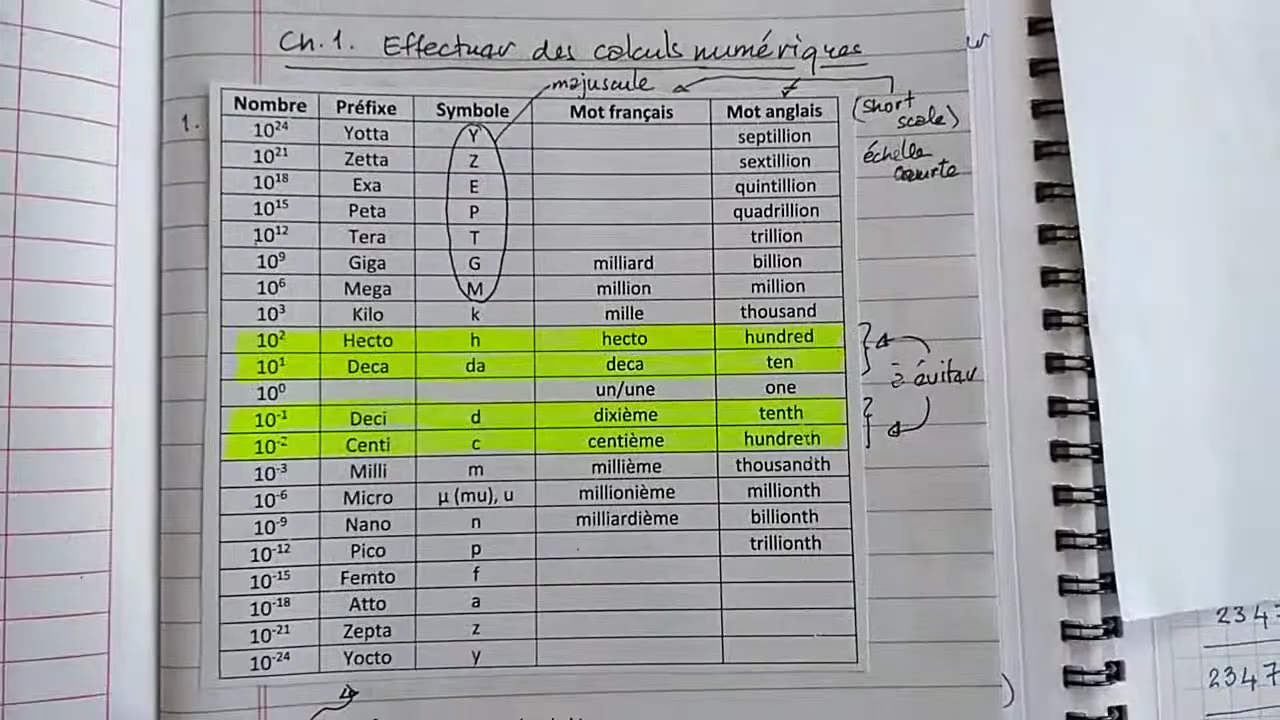 Ch. 1. Effectuer des calculs numériques
majuscule
1.
Nombre Préfixe Symbole Mot français Mot anglais
(short scale)
échelle courte
10²⁴ Yotta Y septillion
10²¹ Zetta Z sextillion
10¹⁸ Exa E quintillion
10¹⁵ Peta P quadrillion
10¹² Tera T trillion
10⁹ Giga G milliard billion
10⁶ Mega M million million
10³ Kilo k mille thousand
10² Hecto h hecto hundred
10¹ Deca da deca ten
à éviter
10⁰ un/une one
10⁻¹ Deci d dixième tenth
10⁻² Centi c centième hundreth
10⁻³ Milli m millième thousandth
10⁻⁶ Micro µ (mu), u millionième millionth
10⁻⁹ Nano n milliardième billionth
10⁻¹² Pico p trillionth
10⁻¹⁵ Femto f
10⁻¹⁸ Atto a
10⁻²¹ Zepta z
10⁻²⁴ Yocto y
234
2347